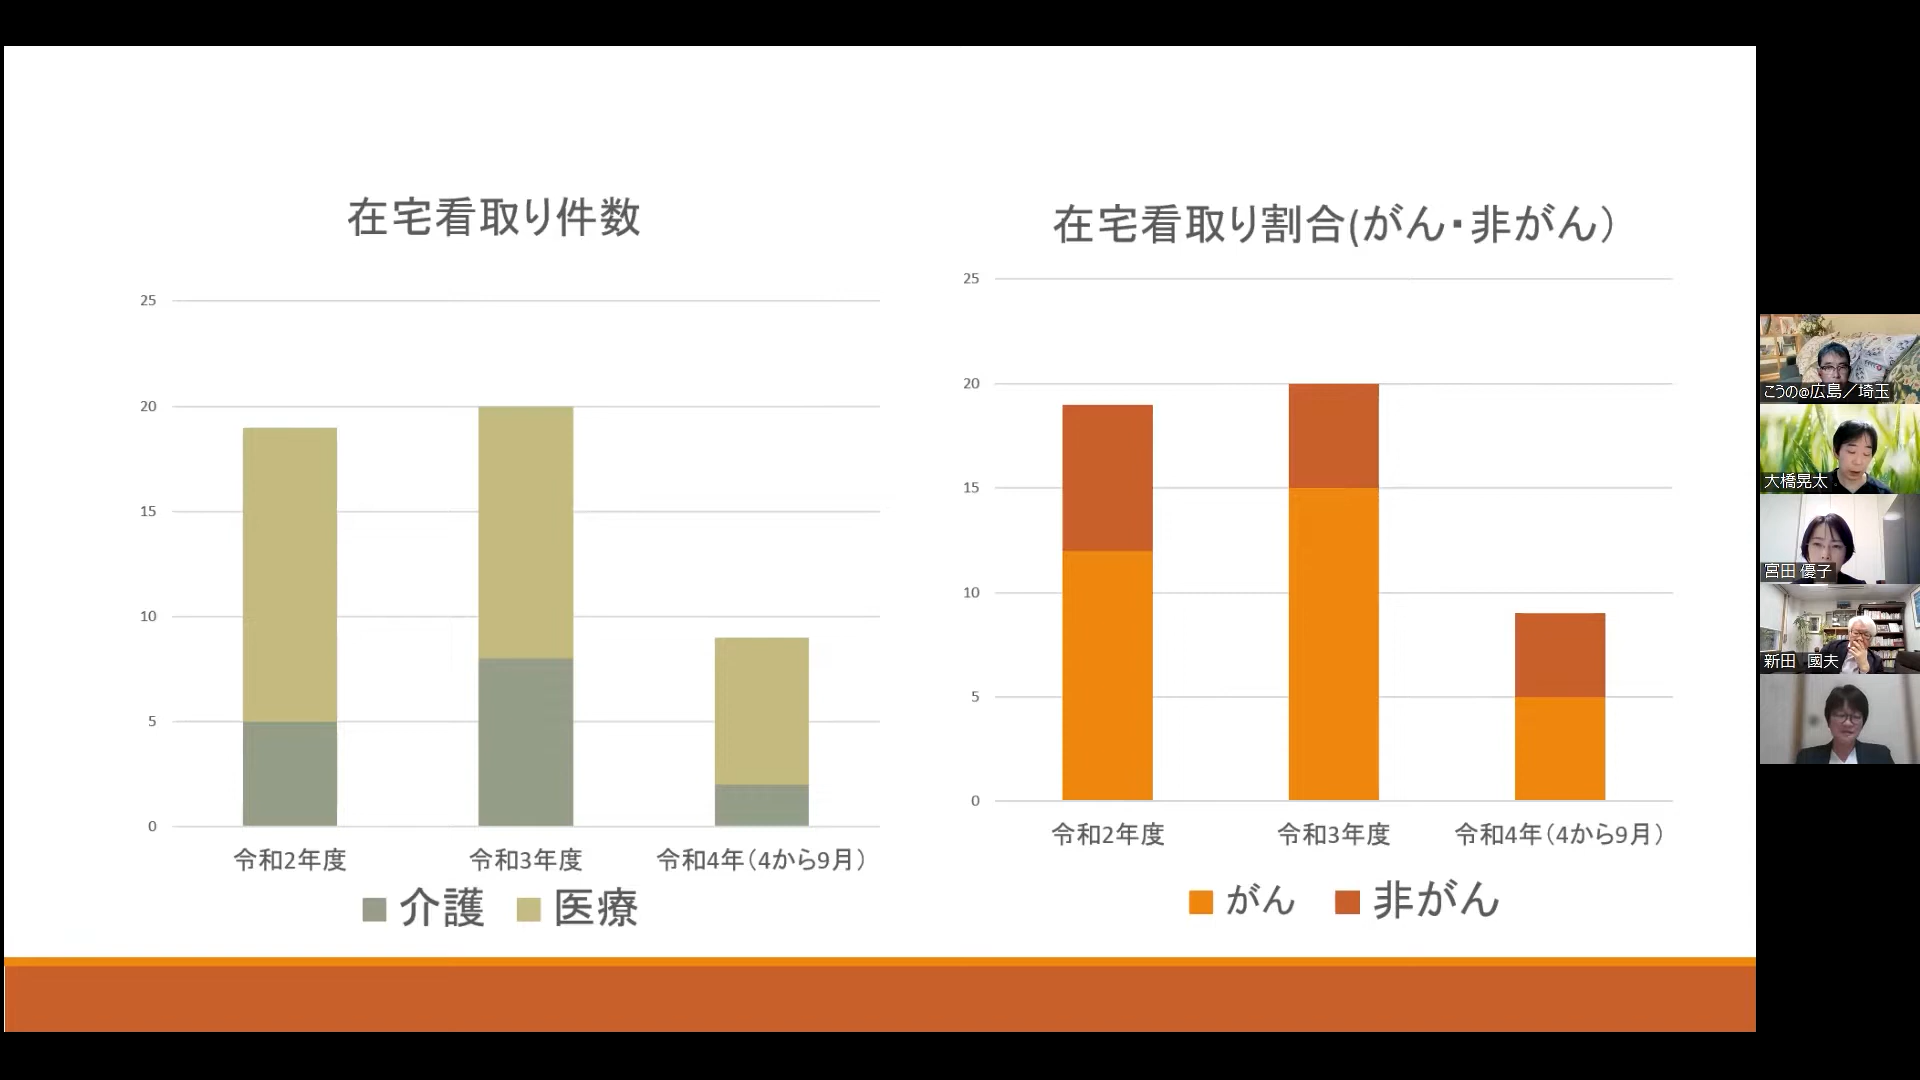 在宅看取り件数
25
20
15
10
5
0
令和2年度 令和3年度 令和4年(4から9月)
介護 医療
在宅看取り割合(がん・非がん)
25
20
15
10
5
0
令和2年度 令和3年度 令和4年(4から9月)
がん 非がん
こうの@広島/埼玉
大橋晃太
宮田 優子
新田 國夫